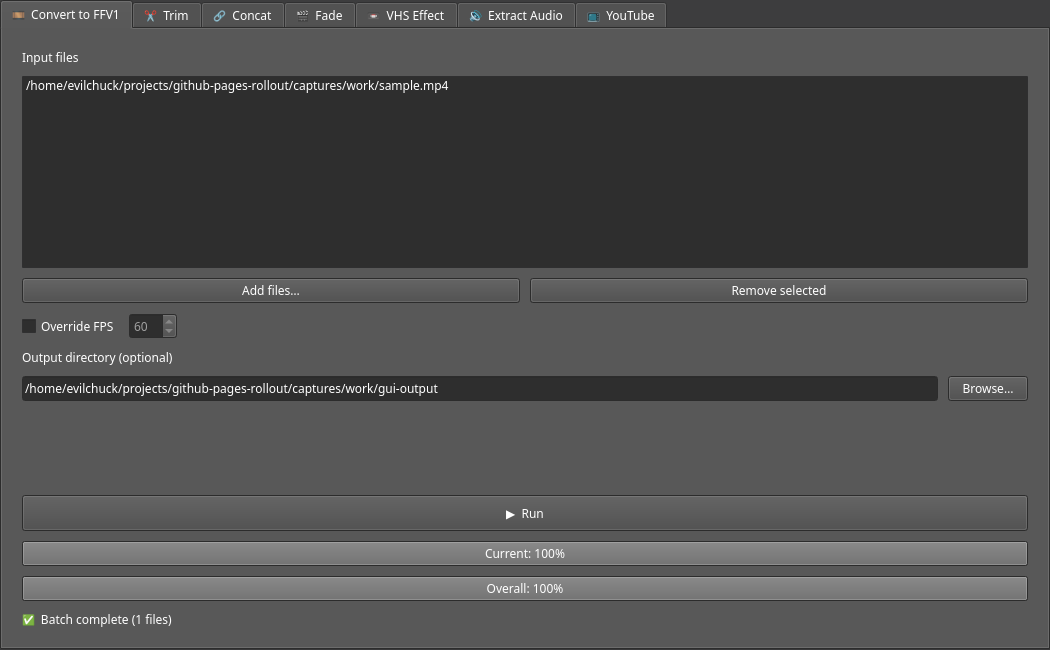 Convert to FFV1 Trim Concat Fade VHS Effect Extract Audio YouTube
Input files
/home/evilchuck/projects/github-pages-rollout/captures/work/sample.mp4
Add files... Remove selected
Override FPS 60
Output directory (optional)
/home/evilchuck/projects/github-pages-rollout/captures/work/gui-output Browse...
▶ Run
Current: 100%
Overall: 100%
✅ Batch complete (1 files)